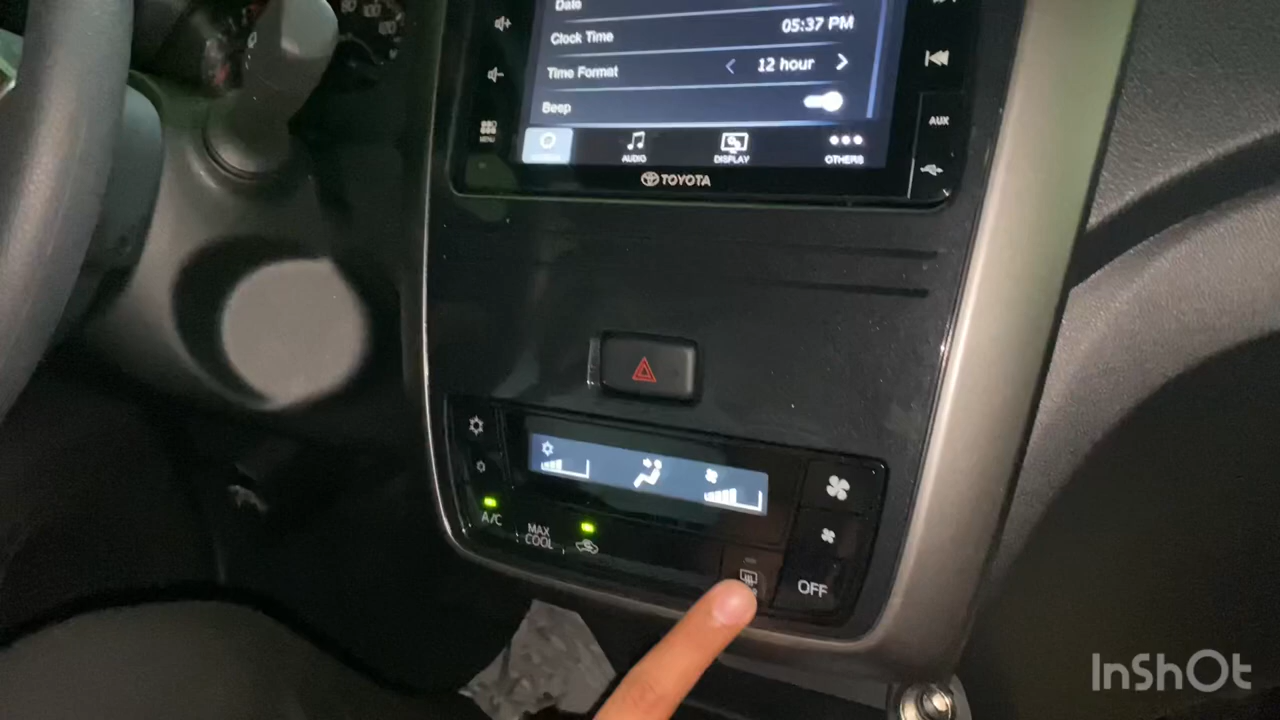 Date
Clock Time 05:37 PM
Time Format 12 hour
Beep
MENU
AUDIO DISPLAY OTHERS
AUX
TOYOTA
A/C
MAX
COOL
OFF
InShOt